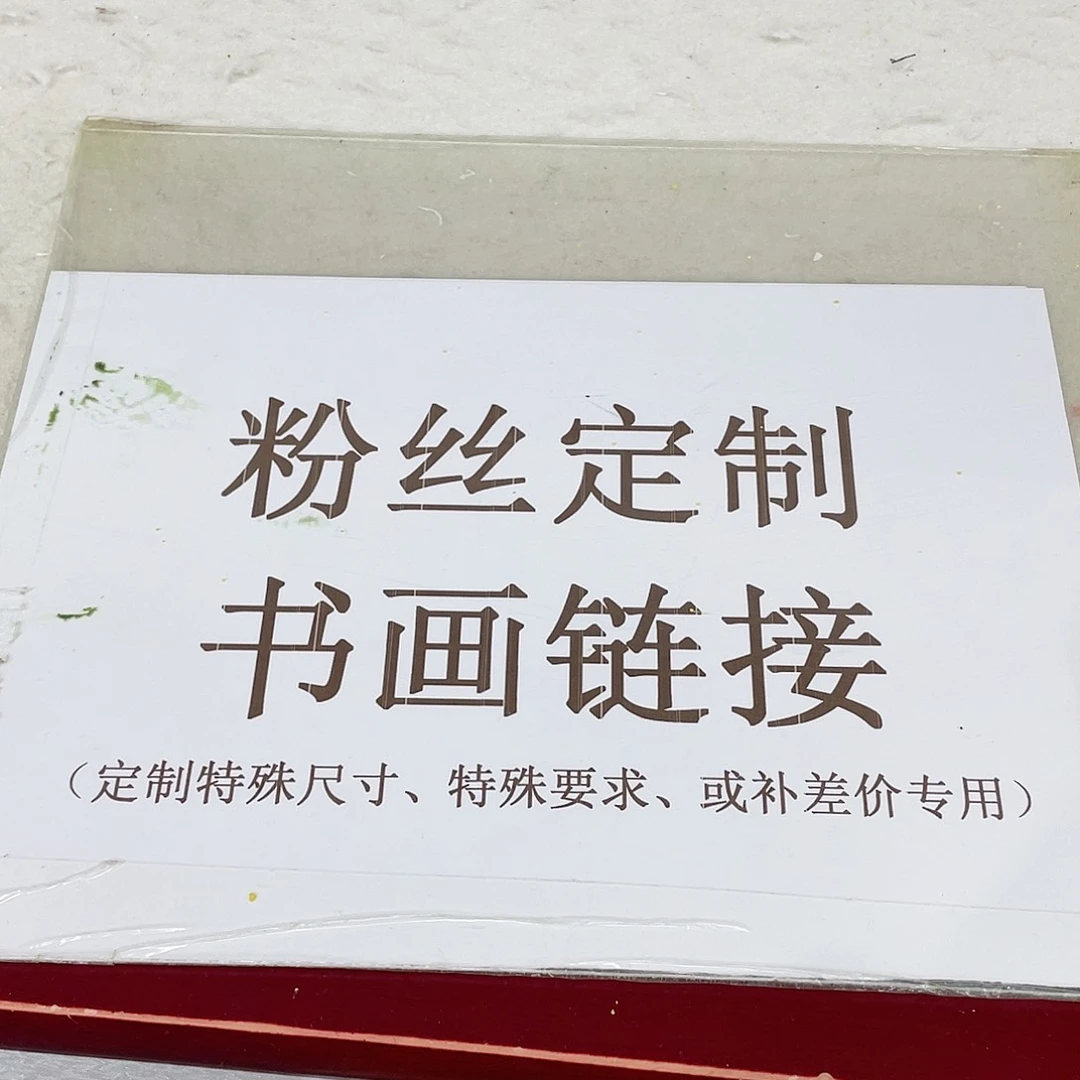 粉丝定制
书画链接
（定制特殊尺寸、特殊要求、或补差价专用）